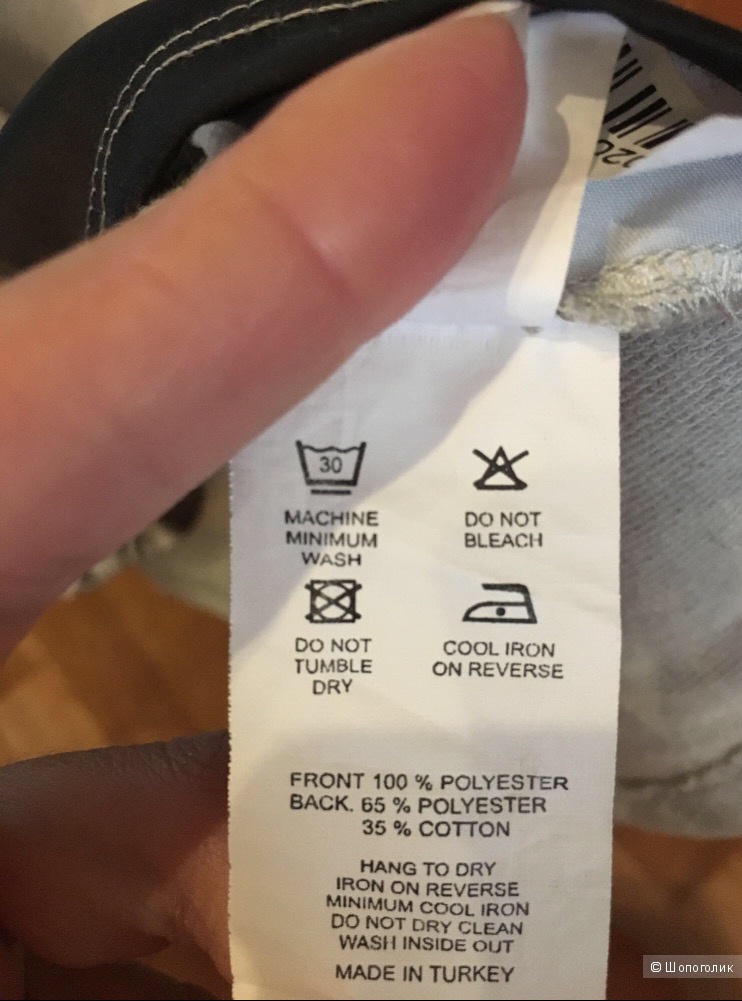 120
30
MACHINE
MINIMUM
WASH
DO NOT
BLEACH
DO NOT
TUMBLE
DRY
COOL IRON
ON REVERSE
FRONT 100 % POLYESTER
BACK. 65 % POLYESTER
35 % COTTON
HANG TO DRY
IRON ON REVERSE
MINIMUM COOL IRON
DO NOT DRY CLEAN
WASH INSIDE OUT
MADE IN TURKEY
© Шопоголик